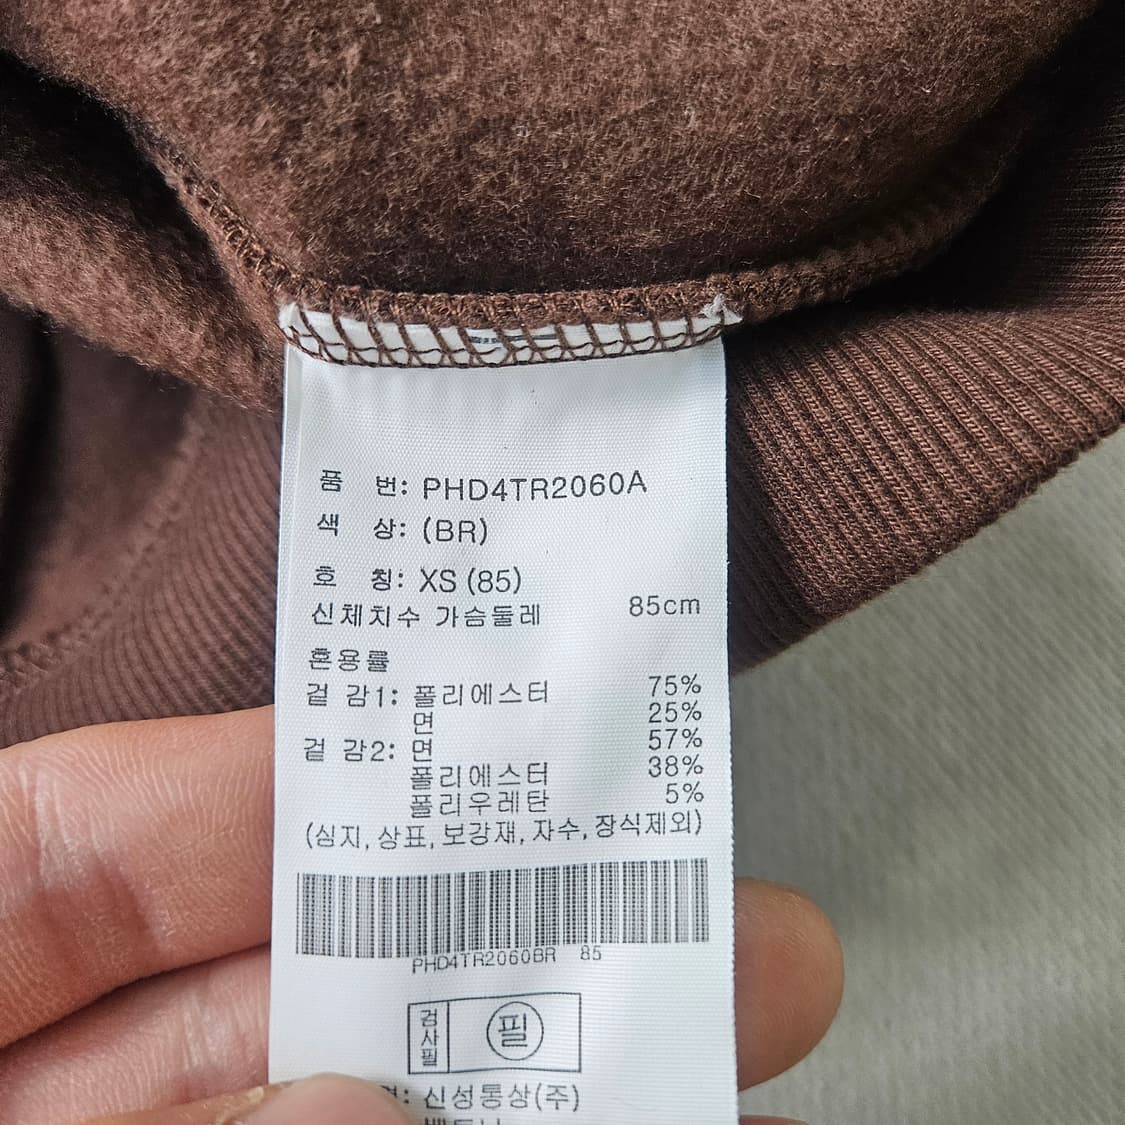 품 번: PHD4TR2060A
색 상: (BR)
호 칭: XS (85)
신체치수 가슴둘레 85cm
혼용률
겉 감1: 폴리에스터 75%
면 25%
겉 감2: 면 57%
폴리에스터 38%
폴리우레탄 5%
(심지, 상표, 보강재, 자수, 장식제외)
PHD4TR2060BR 85
검사필 필
신성통상(주)